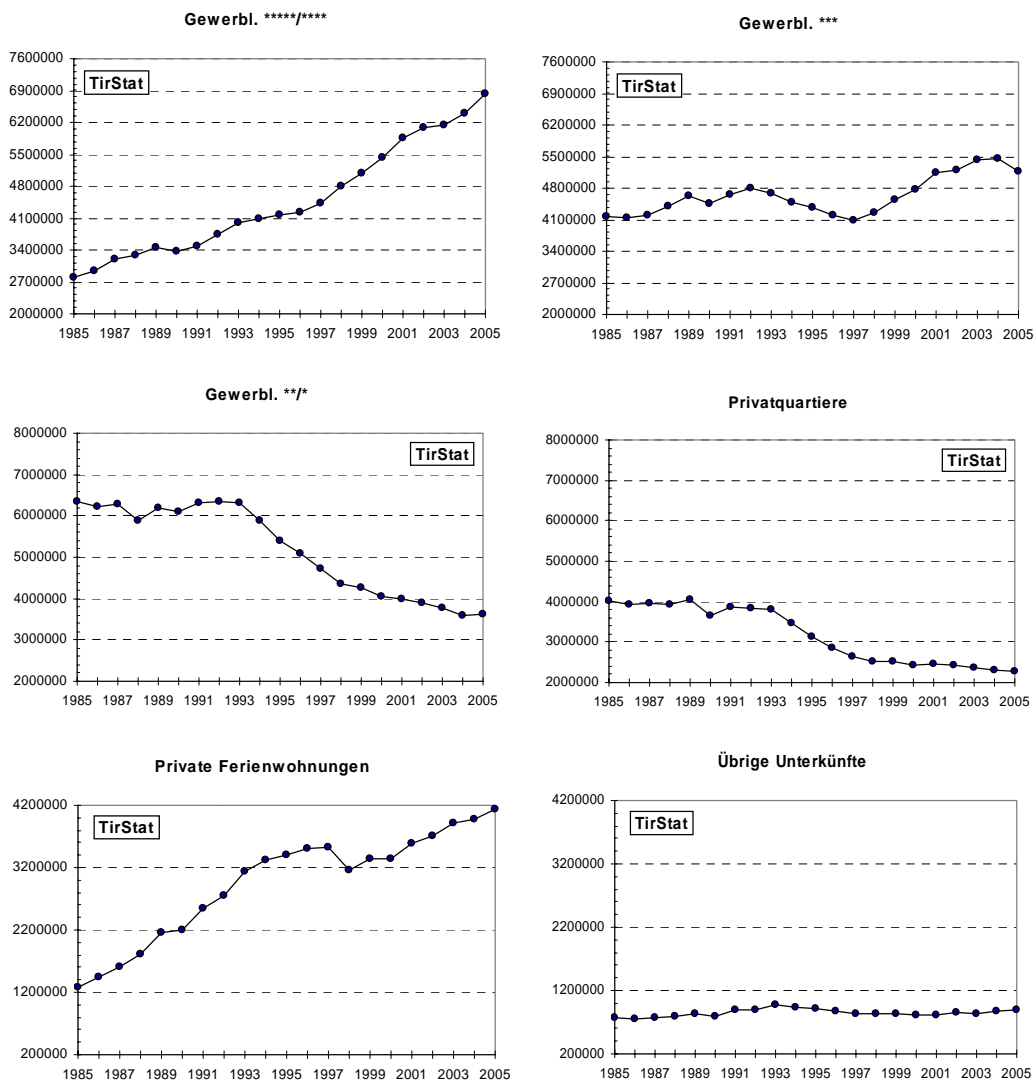 Gewerbl. *****/****
7600000
6900000
6200000
5500000
4800000
4100000
3400000
2700000
2000000
TirStat
1985 1987 1989 1991 1993 1995 1997 1999 2001 2003 2005
Gewerbl. ***
7600000
6900000
6200000
5500000
4800000
4100000
3400000
2700000
2000000
TirStat
1985 1987 1989 1991 1993 1995 1997 1999 2001 2003 2005
Gewerbl. **/*
8000000
7000000
6000000
5000000
4000000
3000000
2000000
TirStat
1985 1987 1989 1991 1993 1995 1997 1999 2001 2003 2005
Privatquartiere
8000000
7000000
6000000
5000000
4000000
3000000
2000000
TirStat
1985 1987 1989 1991 1993 1995 1997 1999 2001 2003 2005
Private Ferienwohnungen
4200000
3200000
2200000
1200000
200000
TirStat
1985 1987 1989 1991 1993 1995 1997 1999 2001 2003 2005
Übrige Unterkünfte
4200000
3200000
2200000
1200000
200000
TirStat
1985 1987 1989 1991 1993 1995 1997 1999 2001 2003 2005